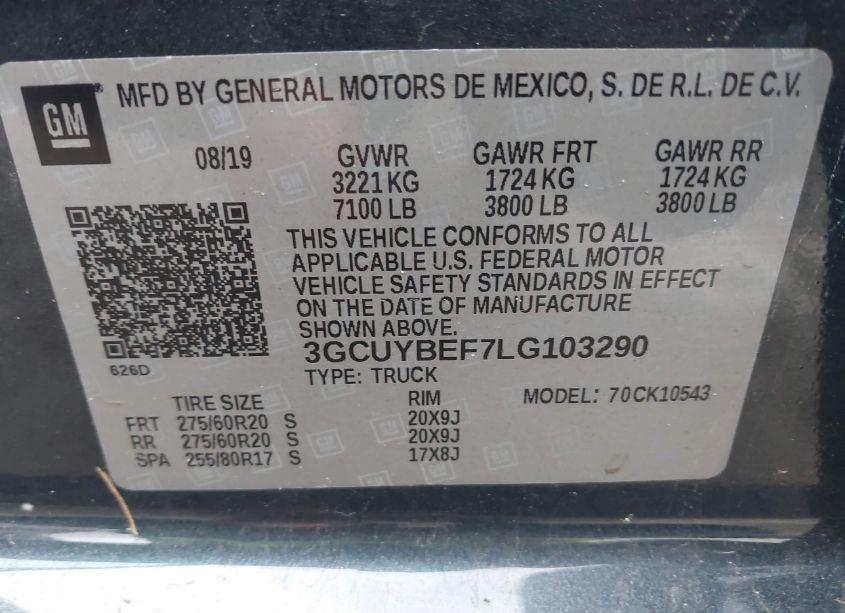 GM MFD BY GENERAL MOTORS DE MEXICO, S. DE R.L. DE C.V.
08/19 GVWR GAWR FRT GAWR RR
3221 KG 1724 KG 1724 KG
7100 LB 3800 LB 3800 LB
THIS VEHICLE CONFORMS TO ALL
APPLICABLE U.S. FEDERAL MOTOR
VEHICLE SAFETY STANDARDS IN EFFECT
ON THE DATE OF MANUFACTURE
SHOWN ABOVE.
3GCUYBEF7LG103290
626D
TYPE: TRUCK
TIRE SIZE RIM MODEL: 70CK10543
FRT 275/60R20 S 20X9J
RR 275/60R20 S 20X9J
SPA 255/80R17 S 17X8J